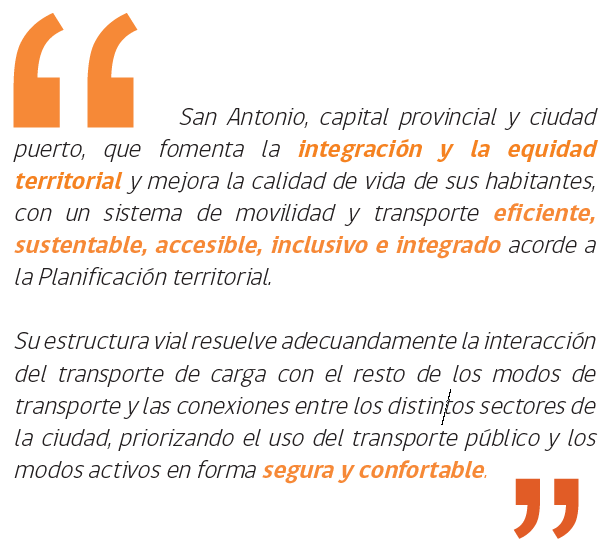 “
San Antonio, capital provincial y ciudad
puerto, que fomenta la integración y la equidad
territorial y mejora la calidad de vida de sus habitantes,
con un sistema de movilidad y transporte eficiente,
sustentable, accesible, inclusivo e integrado acorde a
la Planificación territorial.
Su estructura vial resuelve adecuandamente la interacción
del transporte de carga con el resto de los modos de
transporte y las conexiones entre los distintos sectores de
la ciudad, priorizando el uso del transporte público y los
modos activos en forma segura y confortable.
”